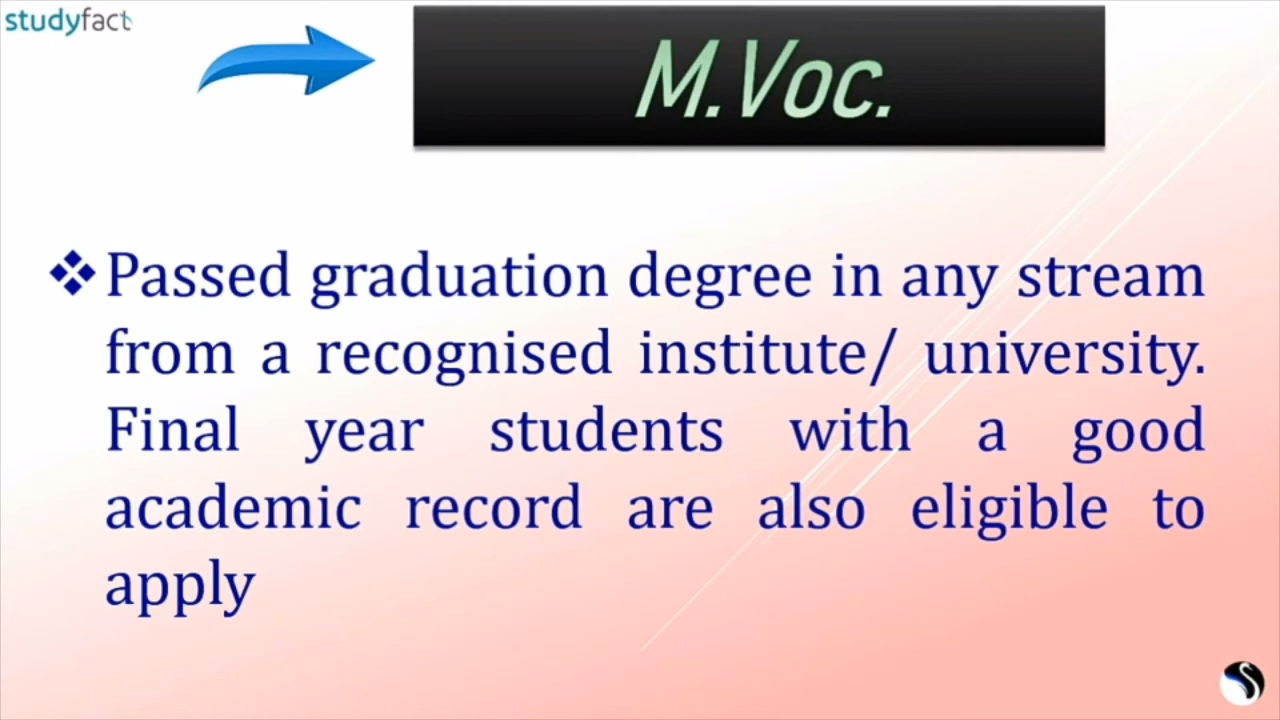 studyfact
M.Voc.
❖Passed graduation degree in any stream
from a recognised institute/ university.
Final year students with a good
academic record are also eligible to
apply